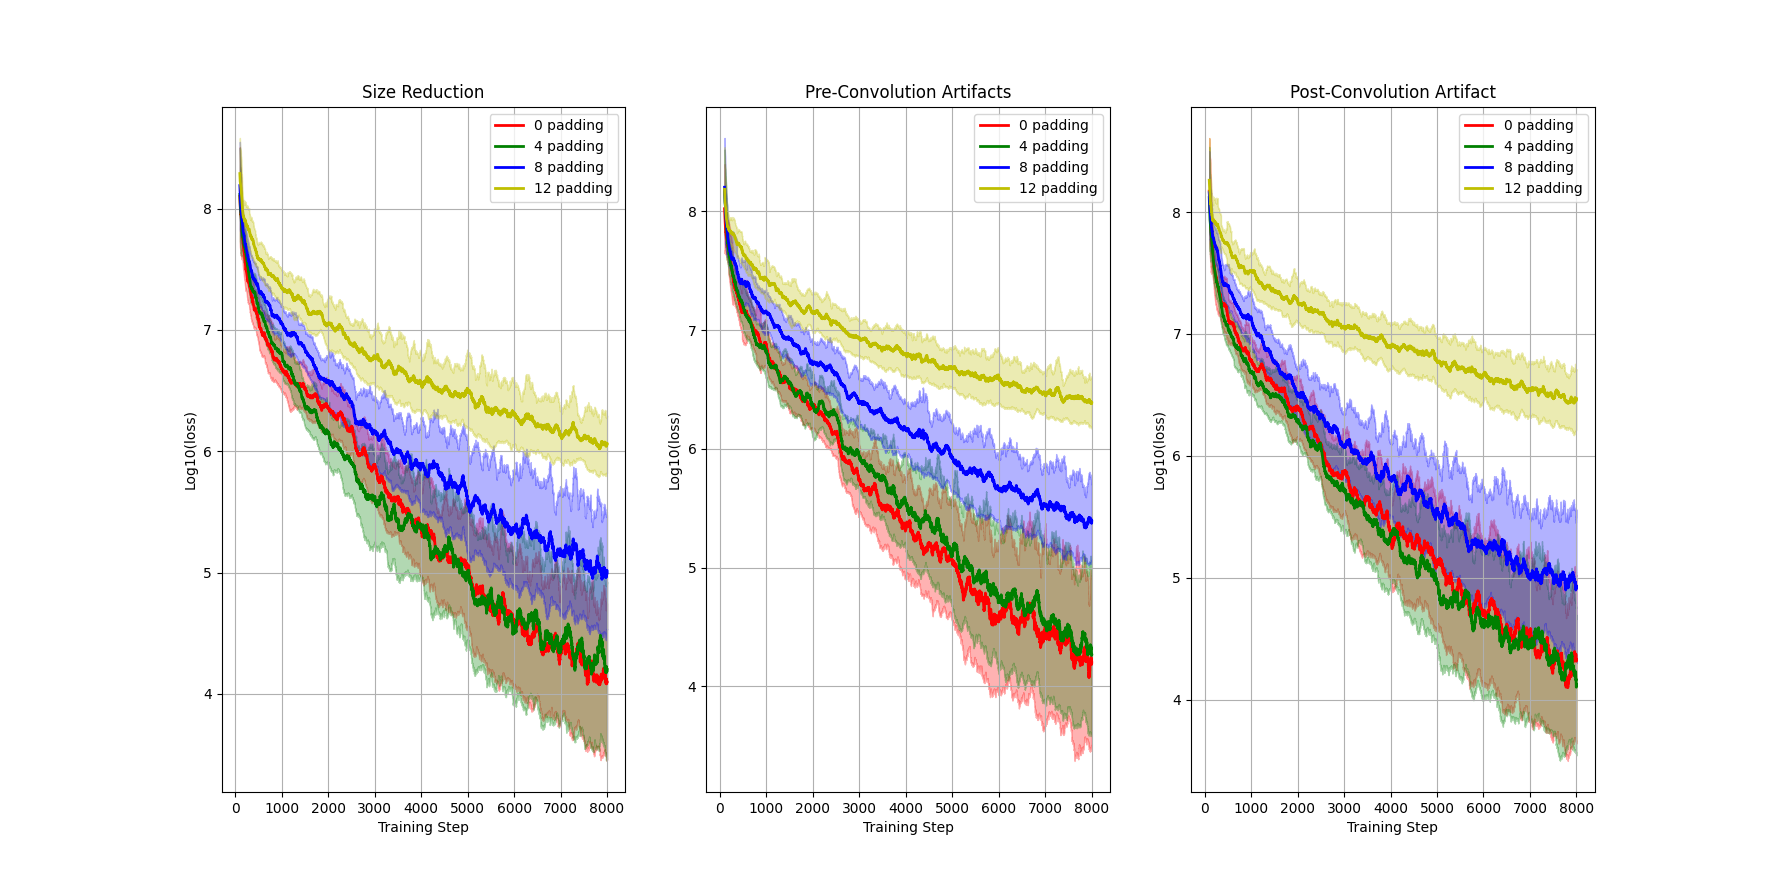 Size Reduction
Log10(loss)
8
7
6
5
4
0 padding
4 padding
8 padding
12 padding
0 1000 2000 3000 4000 5000 6000 7000 8000
Training Step
Pre-Convolution Artifacts
Log10(loss)
8
7
6
5
4
0 padding
4 padding
8 padding
12 padding
0 1000 2000 3000 4000 5000 6000 7000 8000
Training Step
Post-Convolution Artifact
Log10(loss)
8
7
6
5
4
0 padding
4 padding
8 padding
12 padding
0 1000 2000 3000 4000 5000 6000 7000 8000
Training Step